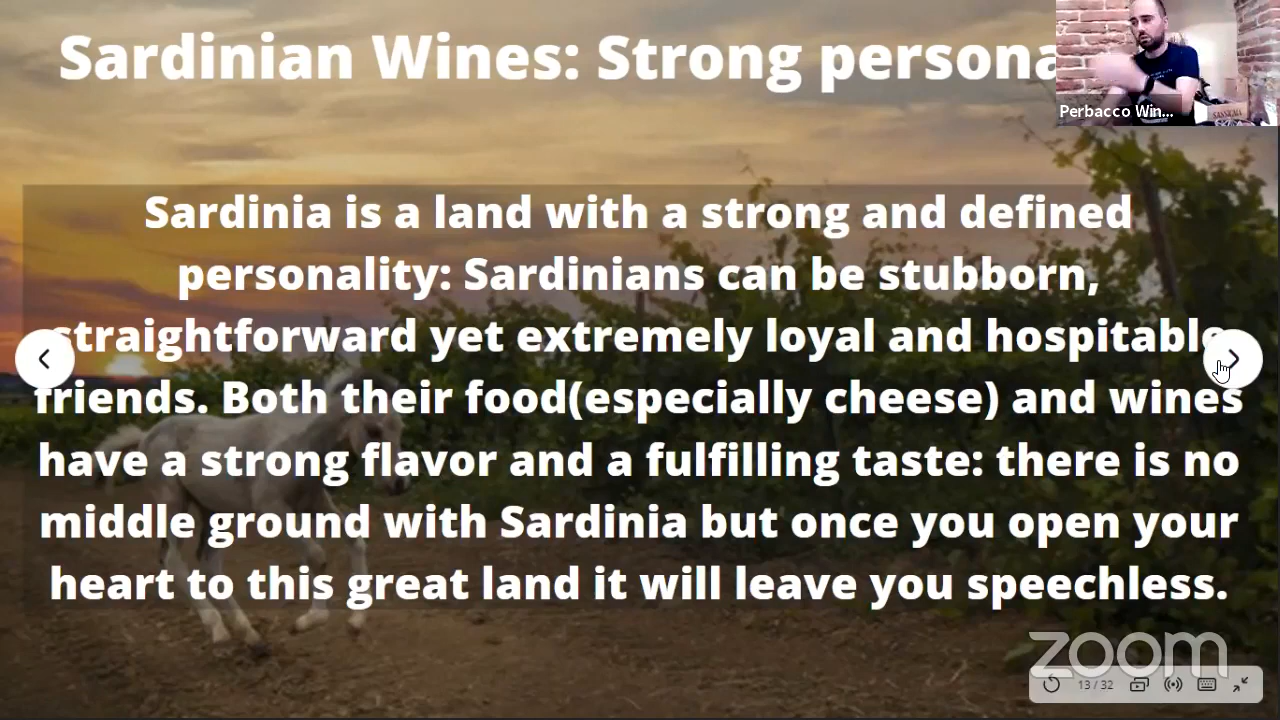 Sardinian Wines: Strong persona
Perbacco Win...
Sardinia is a land with a strong and defined
personality: Sardinians can be stubborn,
straightforward yet extremely loyal and hospitable
friends. Both their food(especially cheese) and wines
have a strong flavor and a fulfilling taste: there is no
middle ground with Sardinia but once you open your
heart to this great land it will leave you speechless.
zoom
13 / 32